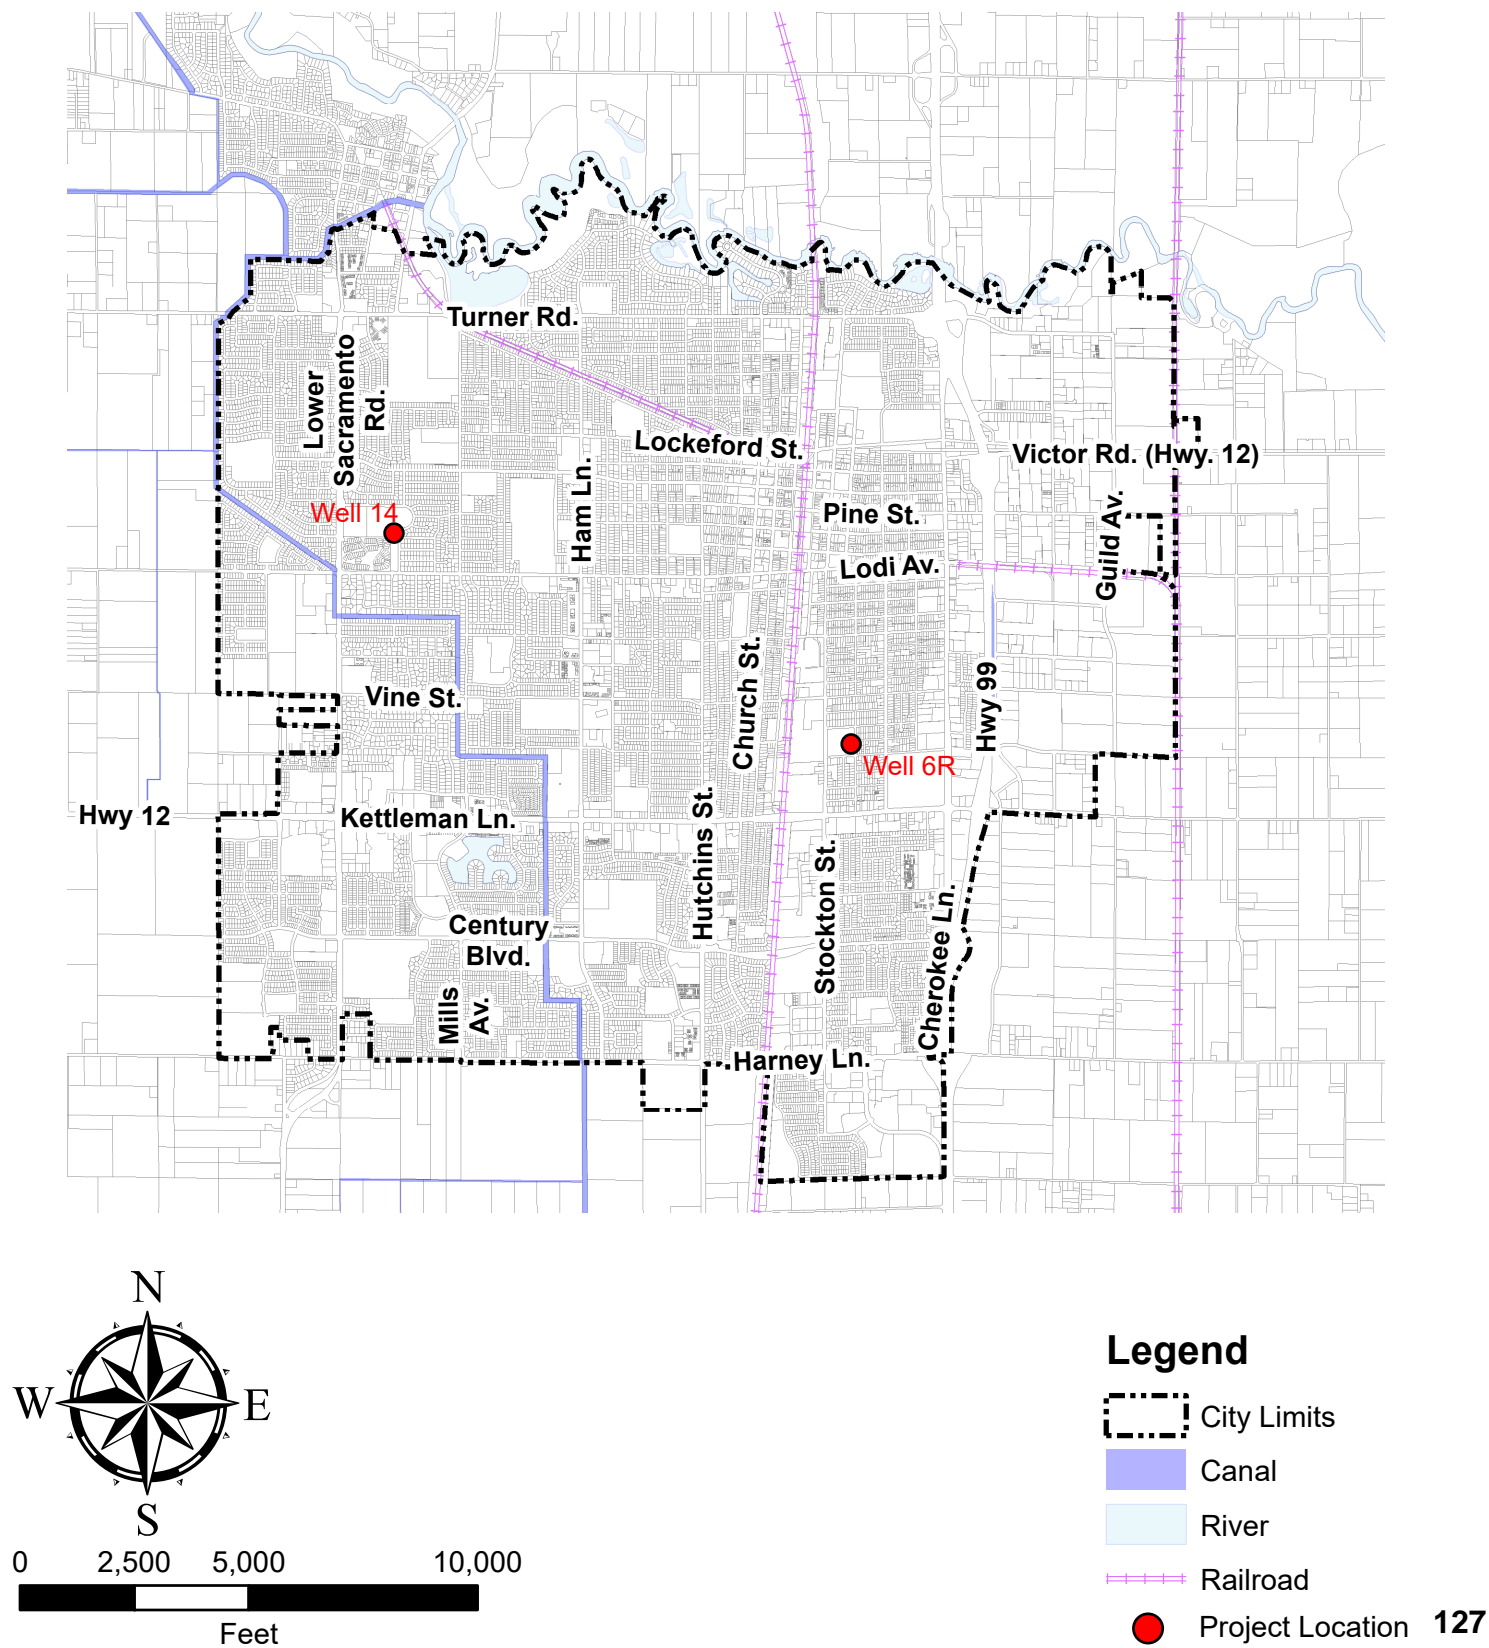 Turner Rd.
Lower
Sacramento
Rd.
Lockeford St.
Victor Rd. (Hwy. 12)
Ham Ln.
Well 14
Pine St.
Guild Av.
Lodi Av.
Church St.
Hwy 99
Vine St.
Well 6R
Hwy 12
Kettleman Ln.
Hutchins St.
Stockton St.
Cherokee Ln.
Century
Blvd.
Mills
Av.
Harney Ln.
N
W
E
S
0
2,500
5,000
10,000
Feet
Legend
City Limits
Canal
River
Railroad
Project Location
127